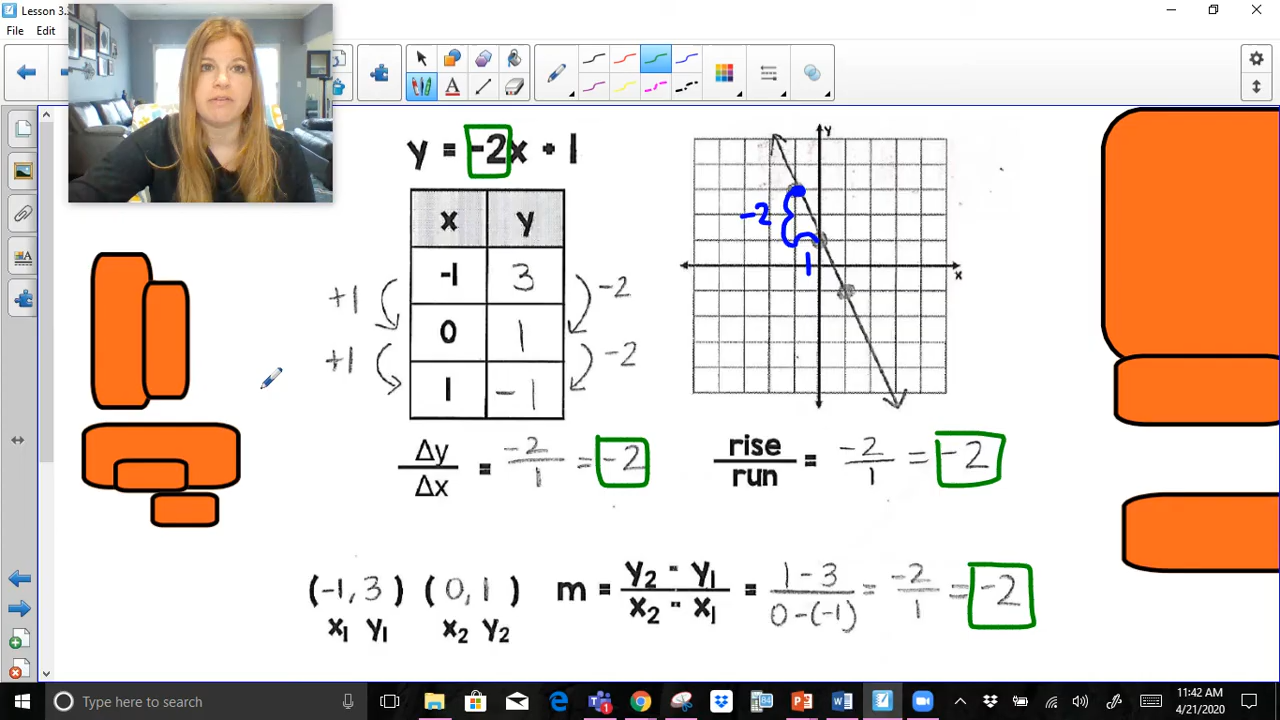 Lesson 3.
File
y = -2x + 1
x y
-1 3
0 1
1 -1
+1
+1
-2
-2
y
x
-2
1
Δy/Δx = -2/1 = -2
rise/run = -2/1 = -2
(-1, 3) (0, 1)
x₁ y₁ x₂ y₂
m = y₂ - y₁/x₂ - x₁ = 1 - 3/0 - (-1) = -2/1 = -2
Type here to search
11:42 AM
4/21/2020